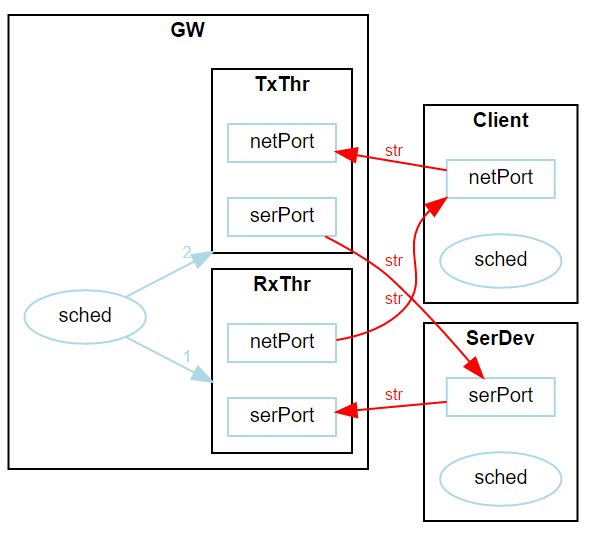 GW
TxThr
netPort
serPort
2
sched
1
RxThr
netPort
serPort
str
str
str
str
Client
netPort
sched
SerDev
serPort
sched